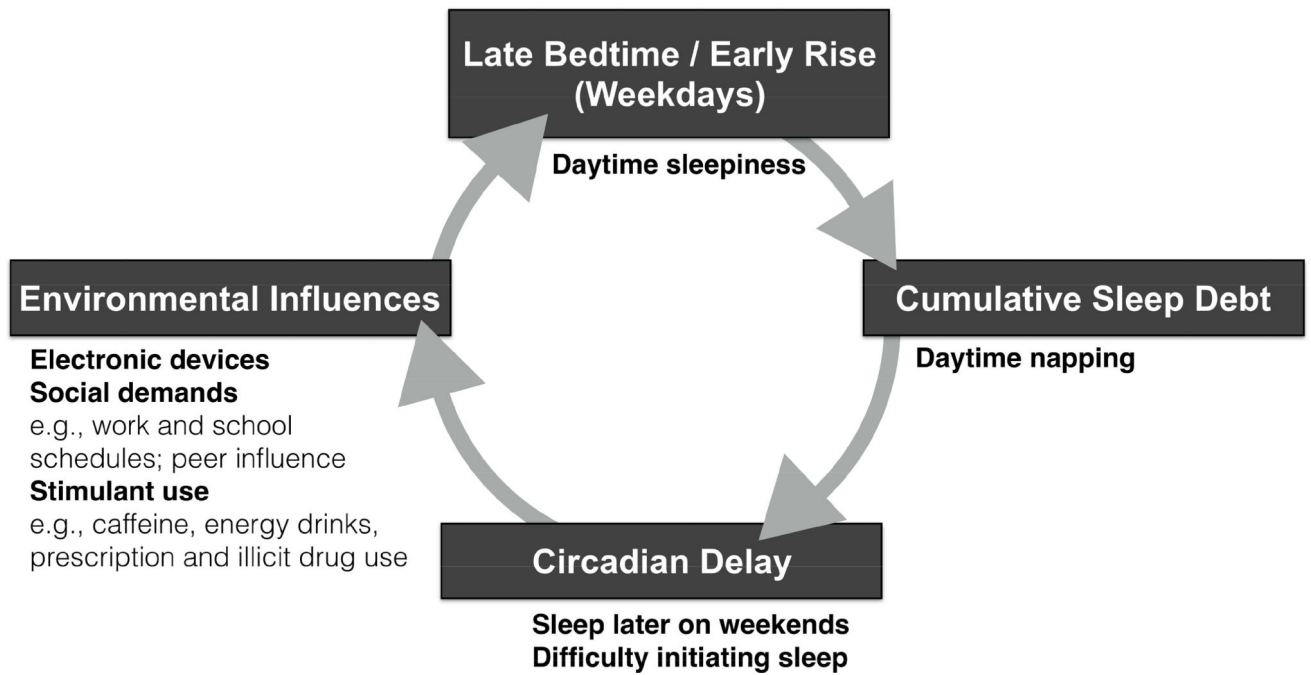 Late Bedtime / Early Rise
(Weekdays)
Daytime sleepiness
Environmental Influences
Electronic devices
Social demands
e.g., work and school
schedules; peer influence
Stimulant use
e.g., caffeine, energy drinks,
prescription and illicit drug use
Cumulative Sleep Debt
Daytime napping
Circadian Delay
Sleep later on weekends
Difficulty initiating sleep